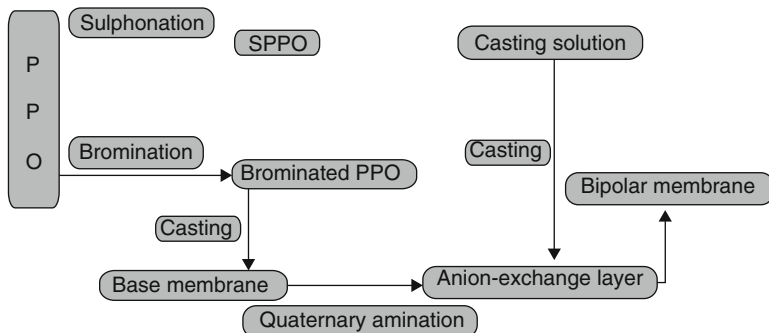 P
P
O
Sulphonation
SPPO
Casting solution
Bromination
Brominated PPO
Casting
Bipolar membrane
Casting
Base membrane
Anion-exchange layer
Quaternary amination